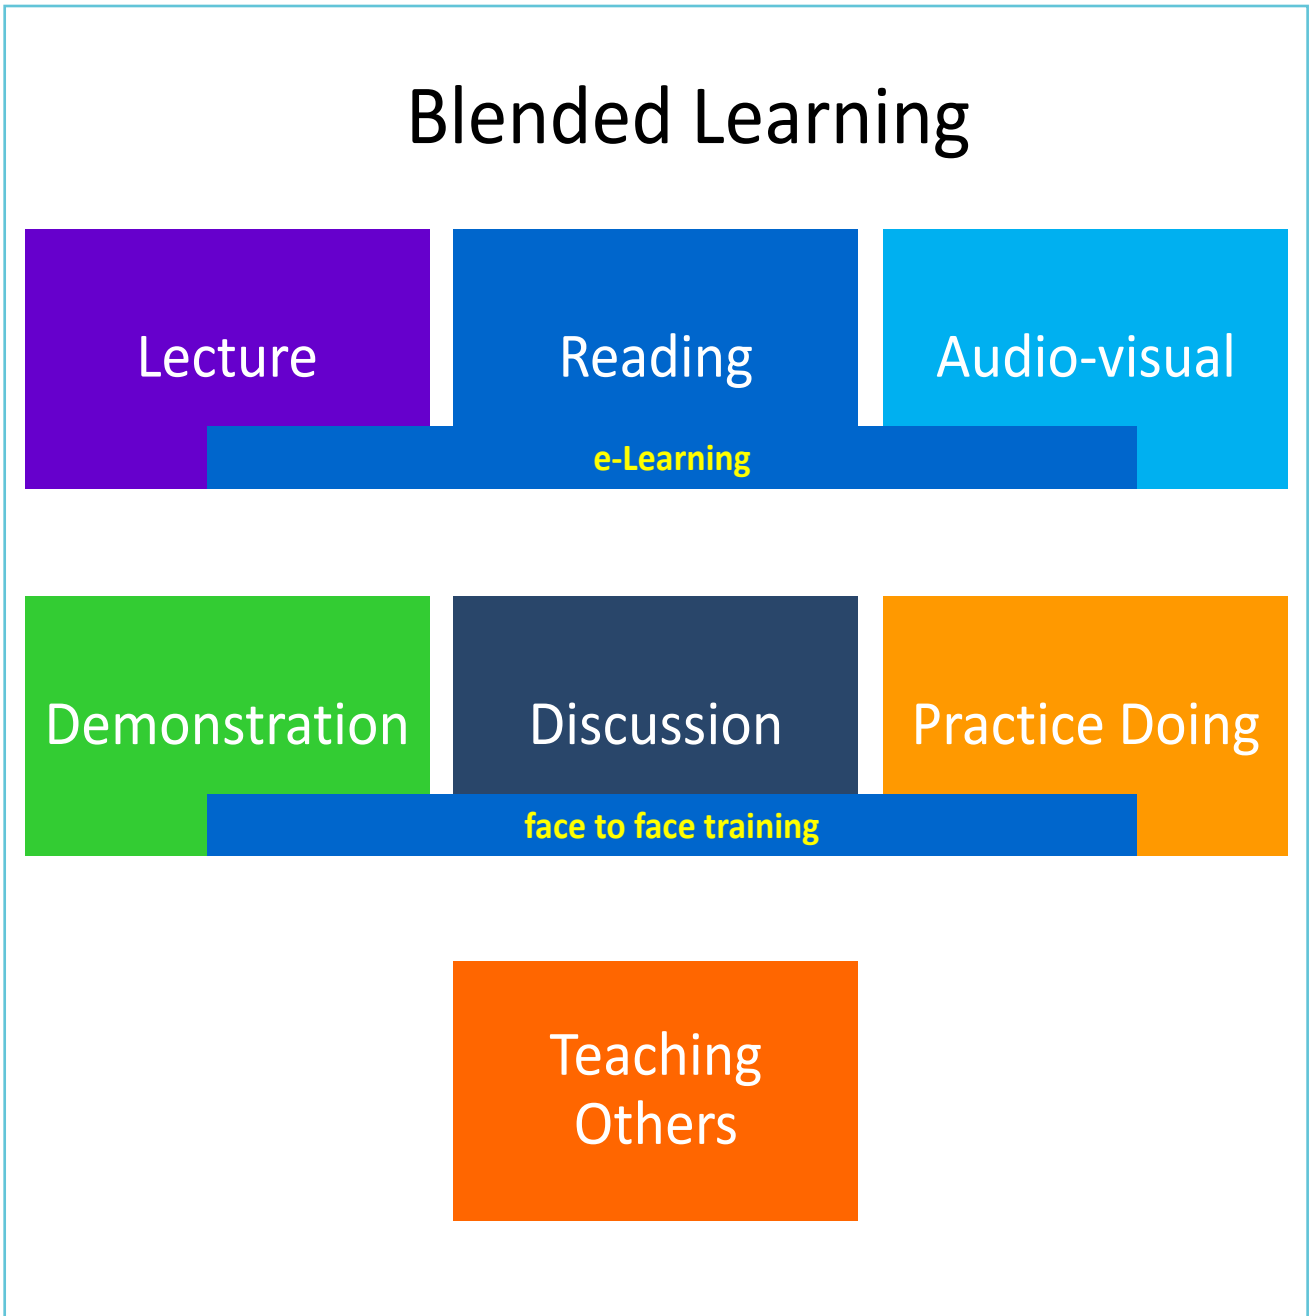 Blended Learning
Lecture
Reading
Audio-visual
e-Learning
Demonstration
Discussion
Practice Doing
face to face training
Teaching
Others